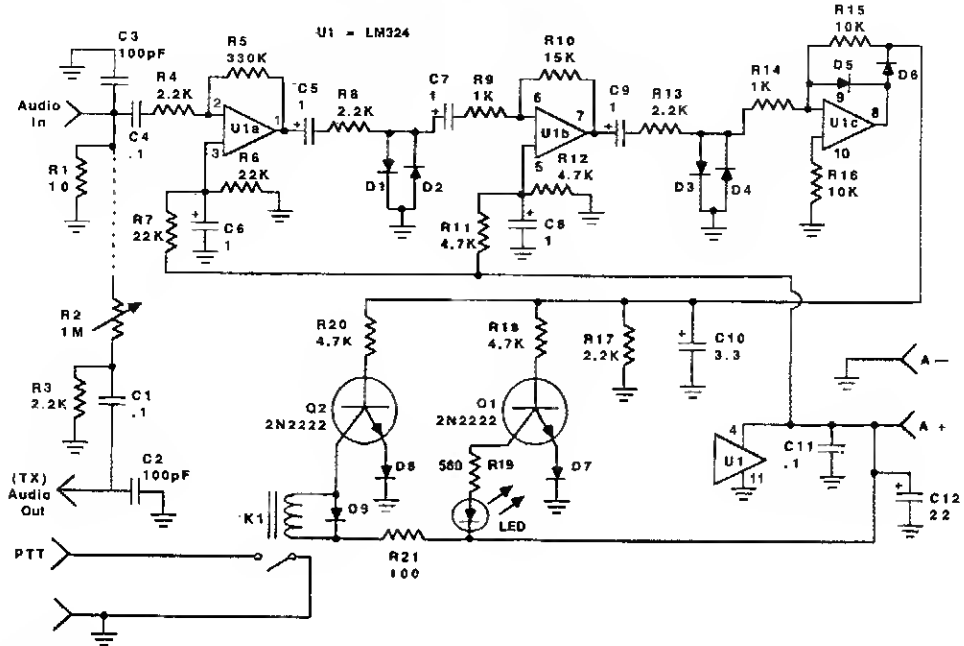 U1 = LM324
C3
100pF
R4
2.2K
R5
330K
Audio
In
C4
.1
2
3
1
U1a
C5
1
R8
2.2K
C7
1
R9
1K
R10
15K
6
5
7
U1b
C9
1
R13
2.2K
R14
1K
R15
10K
D5
D6
9
10
8
U1c
R1
10
R6
22K
D1
D2
R12
4.7K
D3
D4
R16
10K
R7
22K
C6
1
R11
4.7K
C8
1
R2
1M
R20
4.7K
R18
4.7K
R17
2.2K
C10
3.3
A –
R3
2.2K
C1
.1
Q2
2N2222
Q1
2N2222
A +
4
U1
11
C11
.1
(TX)
Audio
Out
C2
100pF
D8
560
R19
D7
C12
22
K1
D9
LED
PTT
R21
100